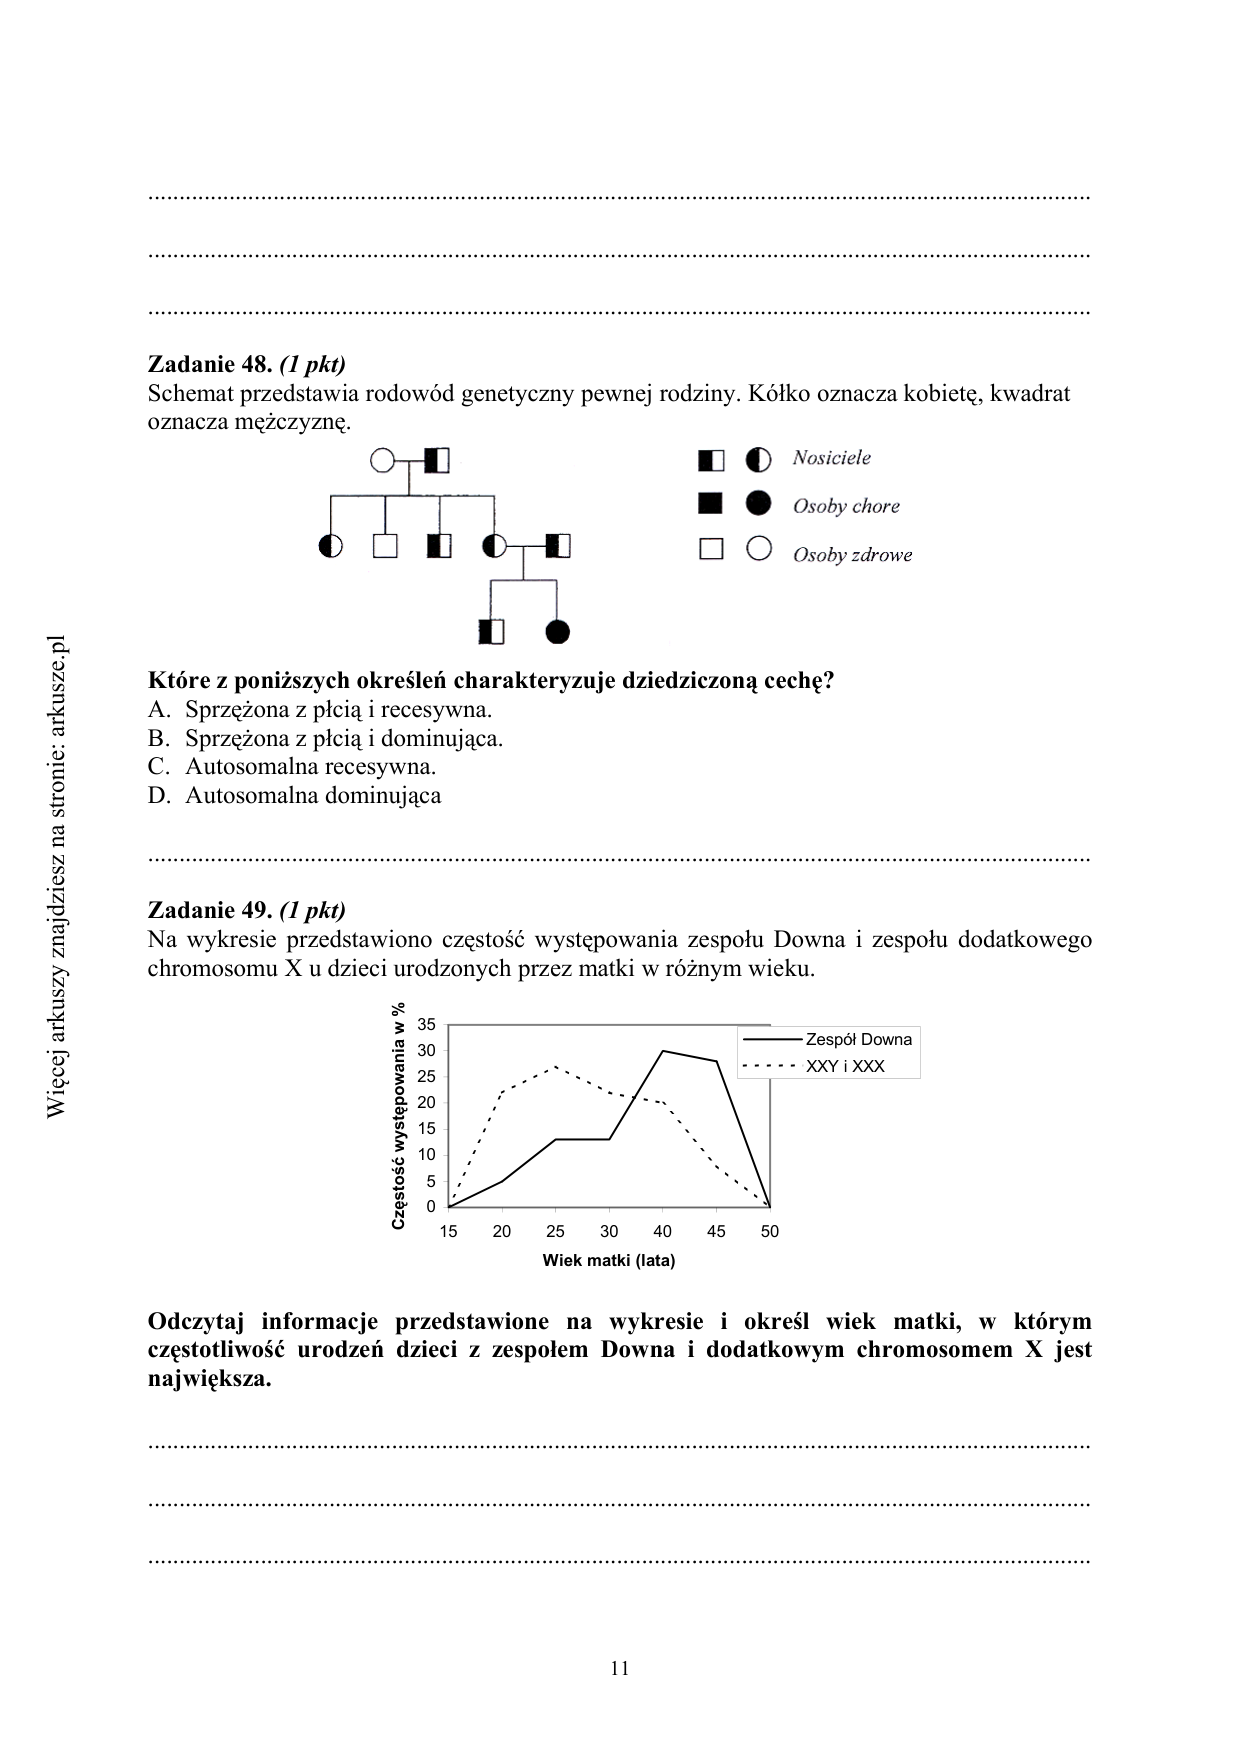 ................................................................................
................................................................................
................................................................................
Zadanie 48. (1 pkt)
Schemat przedstawia rodowód genetyczny pewnej rodziny. Kółko oznacza kobietę, kwadrat
oznacza mężczyznę.
Nosiciele
Osoby chore
Osoby zdrowe
Które z poniższych określeń charakteryzuje dziedziczoną cechę?
A. Sprzężona z płcią i recesywna.
B. Sprzężona z płcią i dominująca.
C. Autosomalna recesywna.
D. Autosomalna dominująca
................................................................................
Zadanie 49. (1 pkt)
Na wykresie przedstawiono częstość występowania zespołu Downa i zespołu dodatkowego
chromosomu X u dzieci urodzonych przez matki w różnym wieku.
Częstość występowania w %
35
30
25
20
15
10
5
0
15 20 25 30 40 45 50
Wiek matki (lata)
Zespół Downa
XXY i XXX
Odczytaj informacje przedstawione na wykresie i określ wiek matki, w którym
częstotliwość urodzeń dzieci z zespołem Downa i dodatkowym chromosomem X jest
największa.
................................................................................
................................................................................
................................................................................
11
Więcej arkuszy znajdziesz na stronie: arkusze.pl